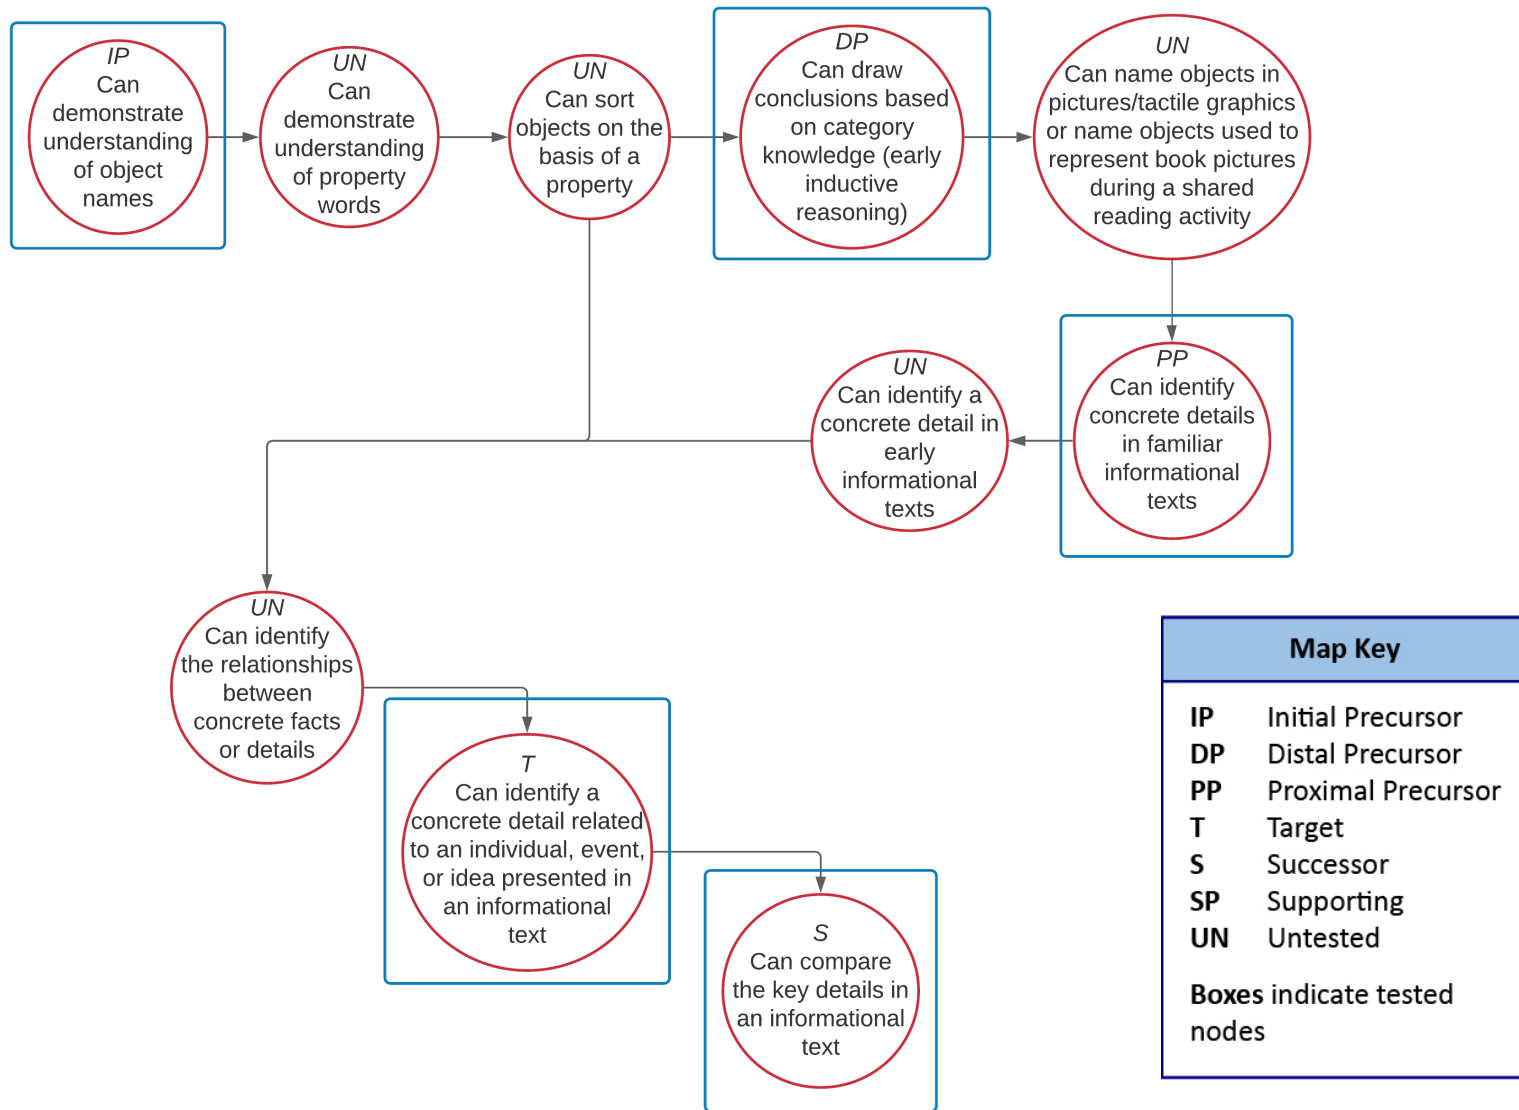 IP
Can
demonstrate
understanding
of object
names
UN
Can
demonstrate
understanding
of property
words
UN
Can sort
objects on the
basis of a
property
DP
Can draw
conclusions based
on category
knowledge (early
inductive
reasoning)
UN
Can name objects in
pictures/tactile graphics
or name objects used to
represent book pictures
during a shared
reading activity
PP
Can identify
concrete details
in familiar
informational
texts
UN
Can identify a
concrete detail in
early
informational
texts
UN
Can identify
the relationships
between
concrete facts
or details
T
Can identify a
concrete detail related
to an individual, event,
or idea presented in
an informational
text
S
Can compare
the key details in
an informational
text
Map Key
IP Initial Precursor
DP Distal Precursor
PP Proximal Precursor
T Target
S Successor
SP Supporting
UN Untested
Boxes indicate tested
nodes